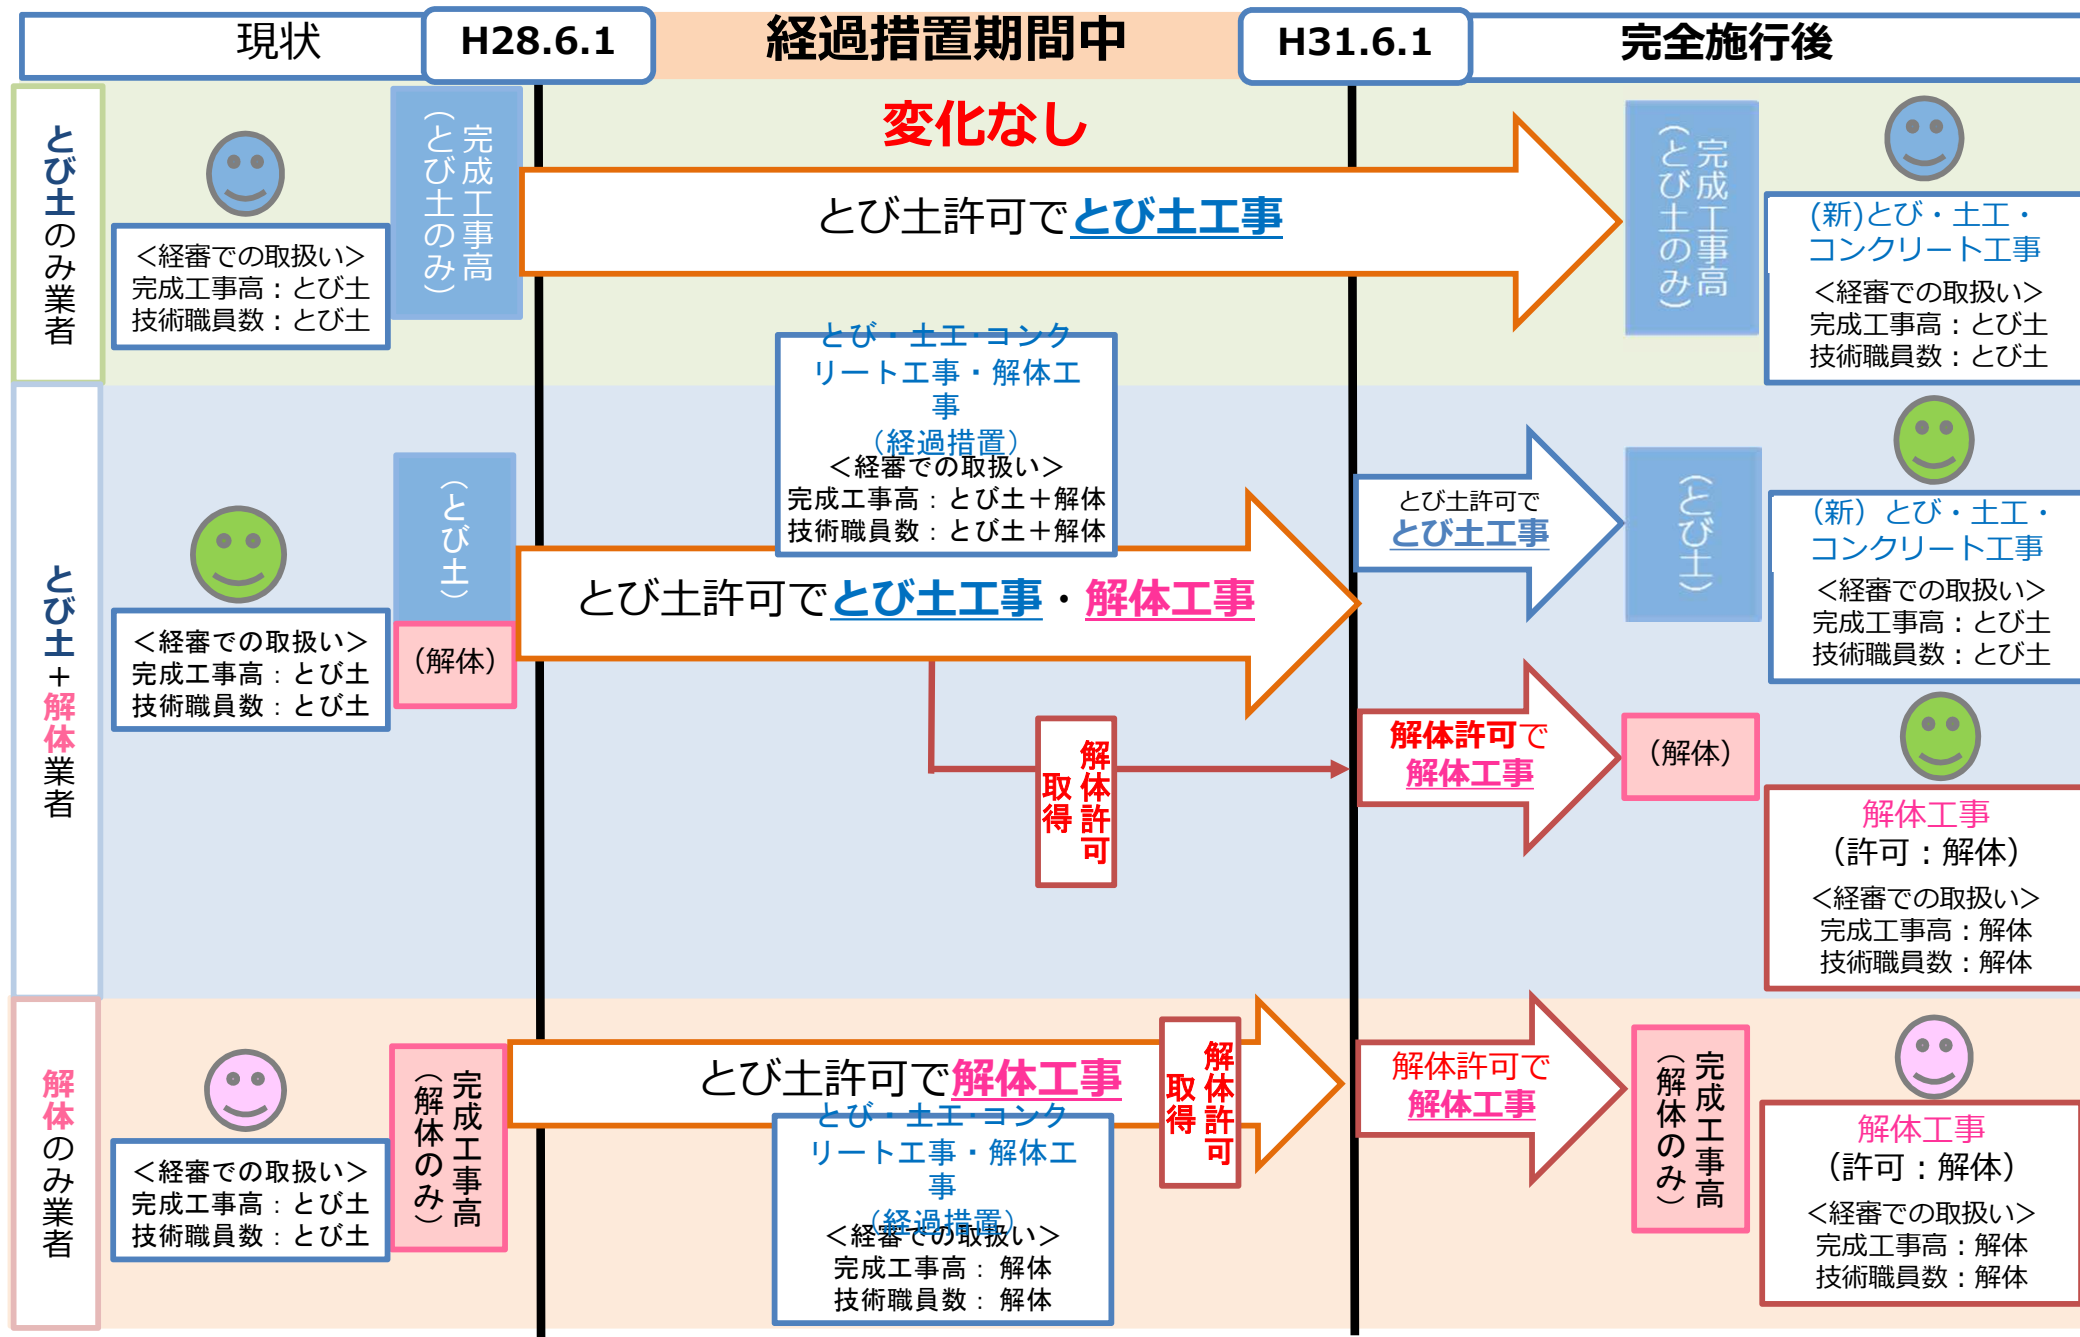 現状
H28.6.1
経過措置期間中
H31.6.1
完全施行後
とび土のみ業者
<経審での取扱い>
完成工事高：とび土
技術職員数：とび土
完成工事高
(とび土のみ)
変化なし
とび土許可でとび土工事
完成工事高
(とび土のみ)
(新)とび・土工・
コンクリート工事
<経審での取扱い>
完成工事高：とび土
技術職員数：とび土
とび土+解体業者
<経審での取扱い>
完成工事高：とび土
技術職員数：とび土
(とび土)
(解体)
とび・土工・コンク
リート工事・解体工
事
(経過措置)
<経審での取扱い>
完成工事高：とび土+解体
技術職員数：とび土+解体
とび土許可でとび土工事・解体工事
解体許可
取得
とび土許可で
とび土工事
(とび土)
(新) とび・土工・
コンクリート工事
<経審での取扱い>
完成工事高：とび土
技術職員数：とび土
解体許可で
解体工事
(解体)
解体工事
(許可：解体)
<経審での取扱い>
完成工事高：解体
技術職員数：解体
解体のみ業者
<経審での取扱い>
完成工事高：とび土
技術職員数：とび土
完成工事高
(解体のみ)
とび土許可で解体工事
解体許可
取得
とび・土工・コンク
リート工事・解体工
事
(経過措置)
<経審での取扱い>
完成工事高： 解体
技術職員数： 解体
解体許可で
解体工事
完成工事高
(解体のみ)
解体工事
(許可：解体)
<経審での取扱い>
完成工事高：解体
技術職員数：解体